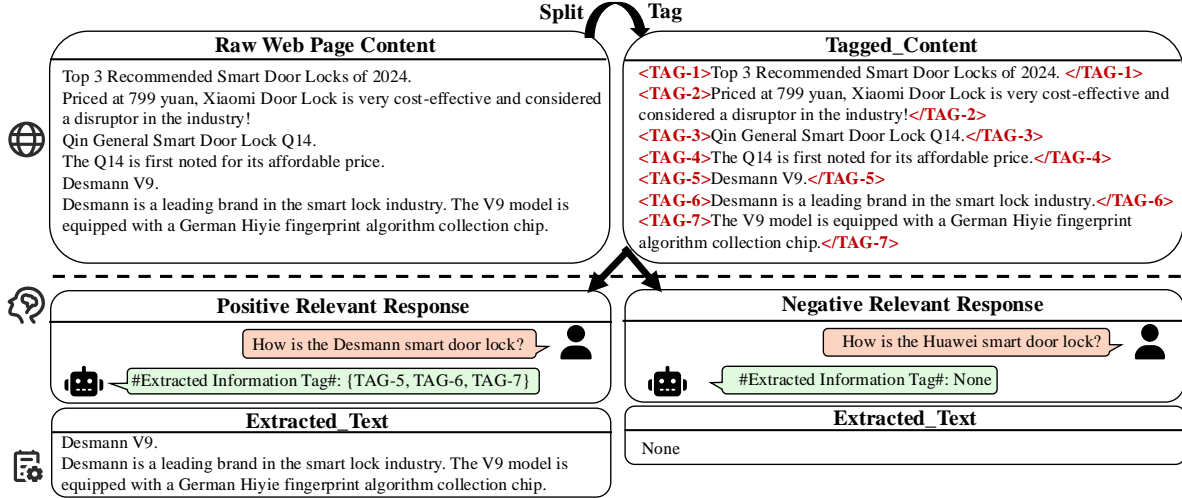 Split Tag
Raw Web Page Content
Top 3 Recommended Smart Door Locks of 2024.
Priced at 799 yuan, Xiaomi Door Lock is very cost-effective and considered
a disruptor in the industry!
Qin General Smart Door Lock Q14.
The Q14 is first noted for its affordable price.
Desmann V9.
Desmann is a leading brand in the smart lock industry. The V9 model is
equipped with a German Hiyie fingerprint algorithm collection chip.
Tagged_Content
<TAG-1>Top 3 Recommended Smart Door Locks of 2024. </TAG-1>
<TAG-2>Priced at 799 yuan, Xiaomi Door Lock is very cost-effective and
considered a disruptor in the industry!</TAG-2>
<TAG-3>Qin General Smart Door Lock Q14.</TAG-3>
<TAG-4>The Q14 is first noted for its affordable price.</TAG-4>
<TAG-5>Desmann V9.</TAG-5>
<TAG-6>Desmann is a leading brand in the smart lock industry.</TAG-6>
<TAG-7>The V9 model is equipped with a German Hiyie fingerprint
algorithm collection chip.</TAG-7>
Positive Relevant Response
How is the Desmann smart door lock?
#Extracted Information Tag#: {TAG-5, TAG-6, TAG-7}
Extracted_Text
Desmann V9.
Desmann is a leading brand in the smart lock industry. The V9 model is
equipped with a German Hiyie fingerprint algorithm collection chip.
Negative Relevant Response
How is the Huawei smart door lock?
#Extracted Information Tag#: None
Extracted_Text
None